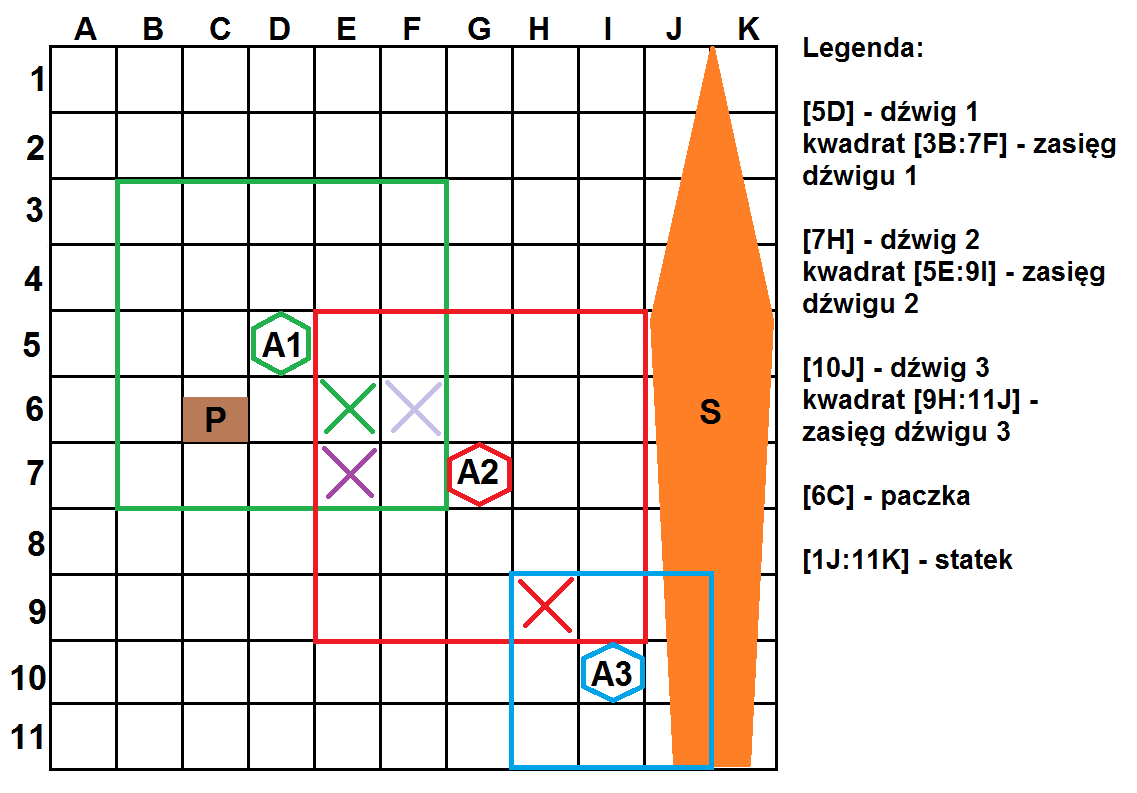 A B C D E F G H I J K
1
2
3
4
5
6
7
8
9
10
11
A1
P
S
A2
A3
Legenda:
[5D] - dźwig 1
kwadrat [3B:7F] - zasięg
dźwigu 1
[7H] - dźwig 2
kwadrat [5E:9I] - zasięg
dźwigu 2
[10J] - dźwig 3
kwadrat [9H:11J] -
zasięg dźwigu 3
[6C] - paczka
[1J:11K] - statek